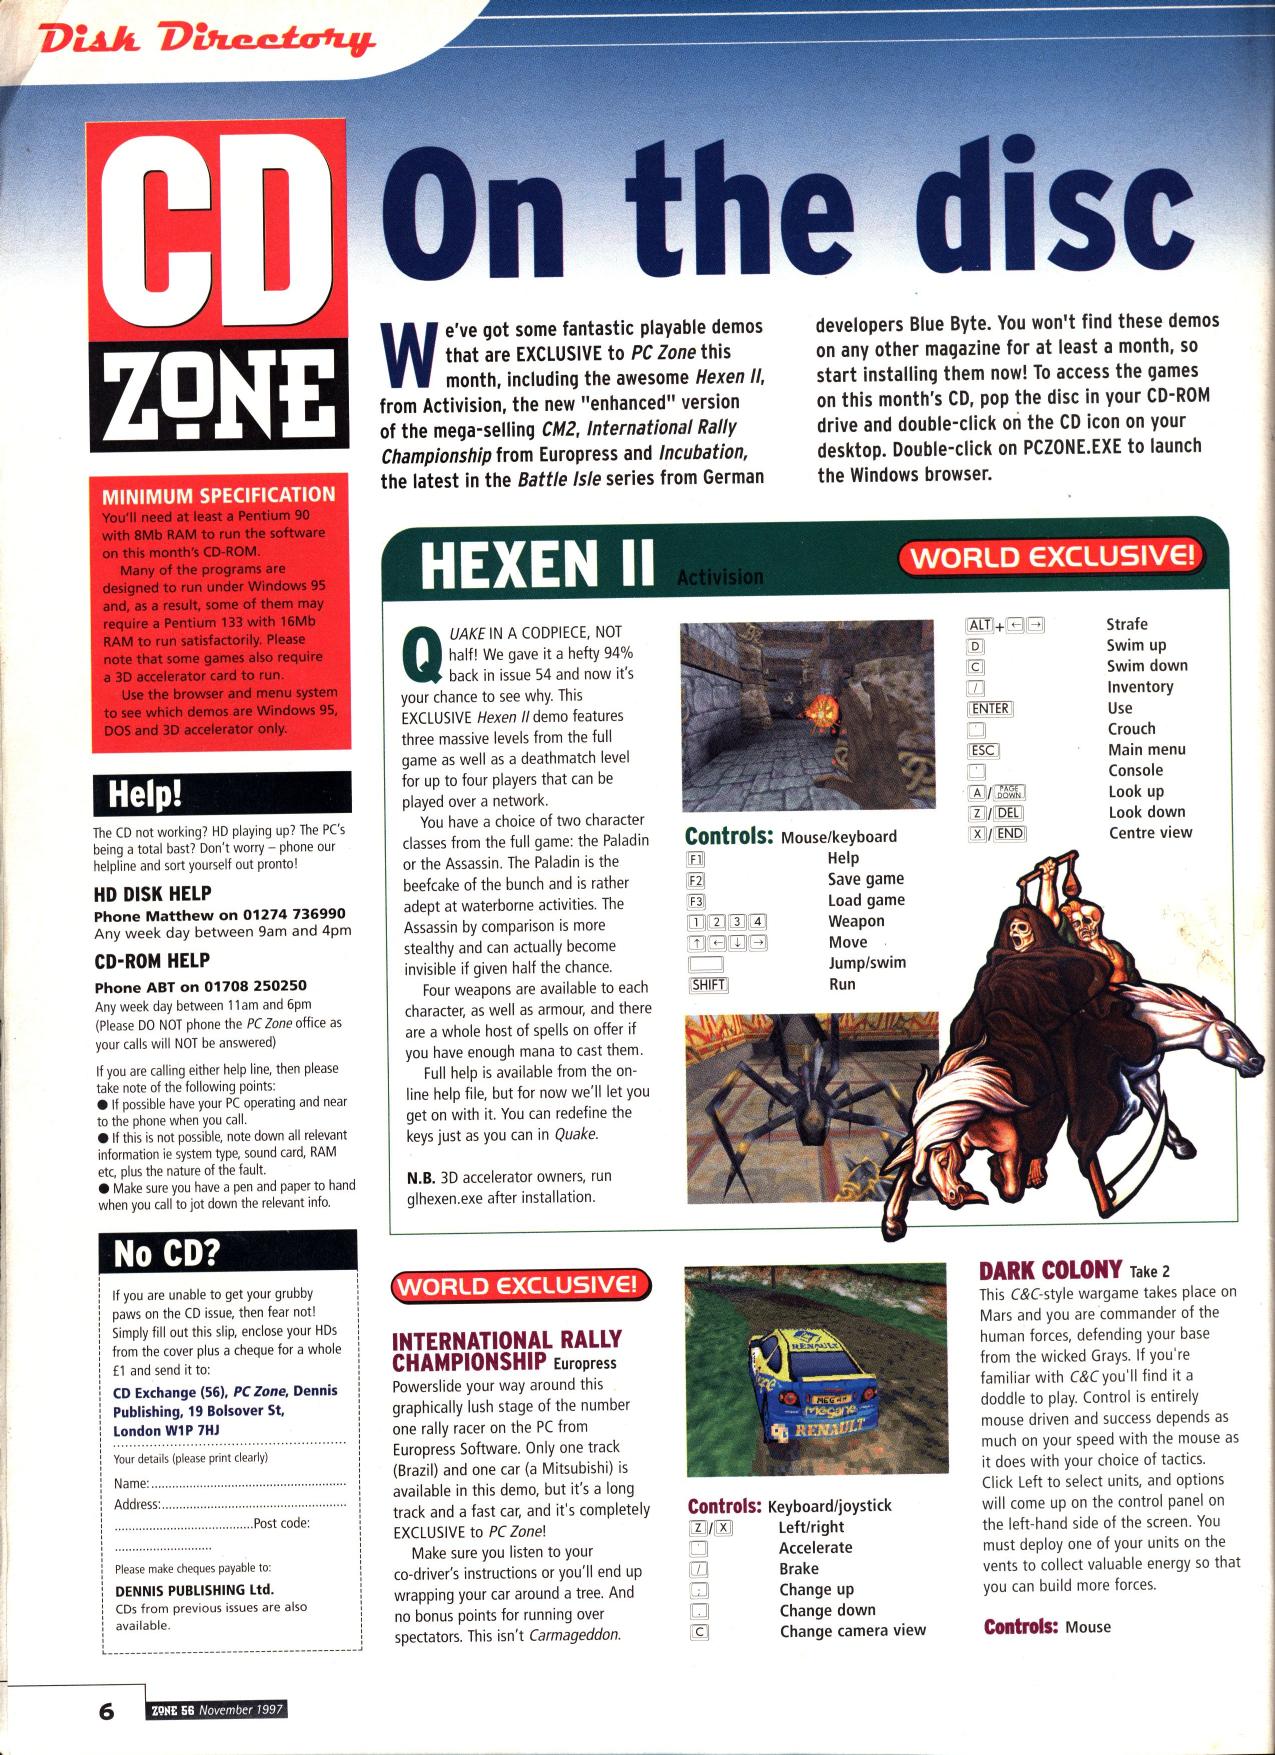 Disk Directory
CD
ZONE
On the disc
We've got some fantastic playable demos
that are EXCLUSIVE to PC Zone this
month, including the awesome Hexen II,
from Activision, the new "enhanced" version
of the mega-selling CM2, International Rally
Championship from Europress and Incubation,
the latest in the Battle Isle series from German
developers Blue Byte. You won't find these demos
on any other magazine for at least a month, so
start installing them now! To access the games
on this month's CD, pop the disc in your CD-ROM
drive and double-click on the CD icon on your
desktop. Double-click on PCZONE.EXE to launch
the Windows browser.
MINIMUM SPECIFICATION
You'll need at least a Pentium 90
with 8Mb RAM to run the software
on this month's CD-ROM.
Many of the programs are
designed to run under Windows 95
and, as a result, some of them may
require a Pentium 133 with 16Mb
RAM to run satisfactorily. Please
note that some games also require
a 3D accelerator card to run.
Use the browser and menu system
to see which demos are Windows 95,
DOS and 3D accelerator only.
Help!
The CD not working? HD playing up? The PC's
being a total bast? Don't worry – phone our
helpline and sort yourself out pronto!
HD DISK HELP
Phone Matthew on 01274 736990
Any week day between 9am and 4pm
CD-ROM HELP
Phone ABT on 01708 250250
Any week day between 11am and 6pm
(Please DO NOT phone the PC Zone office as
your calls will NOT be answered)
If you are calling either help line, then please
take note of the following points:
● If possible have your PC operating and near
to the phone when you call.
● If this is not possible, note down all relevant
information ie system type, sound card, RAM
etc, plus the nature of the fault.
● Make sure you have a pen and paper to hand
when you call to jot down the relevant info.
No CD?
If you are unable to get your grubby
paws on the CD issue, then fear not!
Simply fill out this slip, enclose your HDs
from the cover plus a cheque for a whole
£1 and send it to:
CD Exchange (56), PC Zone, Dennis
Publishing, 19 Bolsover St,
London W1P 7HJ
Your details (please print clearly)
Name:
Address:
Post code:
Please make cheques payable to:
DENNIS PUBLISHING Ltd.
CDs from previous issues are also
available.
HEXEN II Activision
WORLD EXCLUSIVE!
QUAKE IN A CODPIECE, NOT
half! We gave it a hefty 94%
back in issue 54 and now it's
your chance to see why. This
EXCLUSIVE Hexen II demo features
three massive levels from the full
game as well as a deathmatch level
for up to four players that can be
played over a network.
You have a choice of two character
classes from the full game: the Paladin
or the Assassin. The Paladin is the
beefcake of the bunch and is rather
adept at waterborne activities. The
Assassin by comparison is more
stealthy and can actually become
invisible if given half the chance.
Four weapons are available to each
character, as well as armour, and there
are a whole host of spells on offer if
you have enough mana to cast them.
Full help is available from the on-
line help file, but for now we'll let you
get on with it. You can redefine the
keys just as you can in Quake.
N.B. 3D accelerator owners, run
glhexen.exe after installation.
Controls: Mouse/keyboard
F1 Help
F2 Save game
F3 Load game
1 2 3 4 Weapon
↑ ← ↓ → Move
Jump/swim
SHIFT Run
ALT + ← → Strafe
D Swim up
C Swim down
/ Inventory
ENTER Use
Crouch
ESC Main menu
Console
A / PAGE DOWN Look up
Z / DEL Look down
X / END Centre view
WORLD EXCLUSIVE!
INTERNATIONAL RALLY
CHAMPIONSHIP Europress
Powerslide your way around this
graphically lush stage of the number
one rally racer on the PC from
Europress Software. Only one track
(Brazil) and one car (a Mitsubishi) is
available in this demo, but it's a long
track and a fast car, and it's completely
EXCLUSIVE to PC Zone!
Make sure you listen to your
co-driver's instructions or you'll end up
wrapping your car around a tree. And
no bonus points for running over
spectators. This isn't Carmageddon.
RENAULT
Megane
RENAULT
Controls: Keyboard/joystick
Z / X Left/right
Accelerate
/ Brake
Change up
Change down
C Change camera view
DARK COLONY Take 2
This C&C-style wargame takes place on
Mars and you are commander of the
human forces, defending your base
from the wicked Grays. If you're
familiar with C&C you'll find it a
doddle to play. Control is entirely
mouse driven and success depends as
much on your speed with the mouse as
it does with your choice of tactics.
Click Left to select units, and options
will come up on the control panel on
the left-hand side of the screen. You
must deploy one of your units on the
vents to collect valuable energy so that
you can build more forces.
Controls: Mouse
6
ZONE 56 November 1997